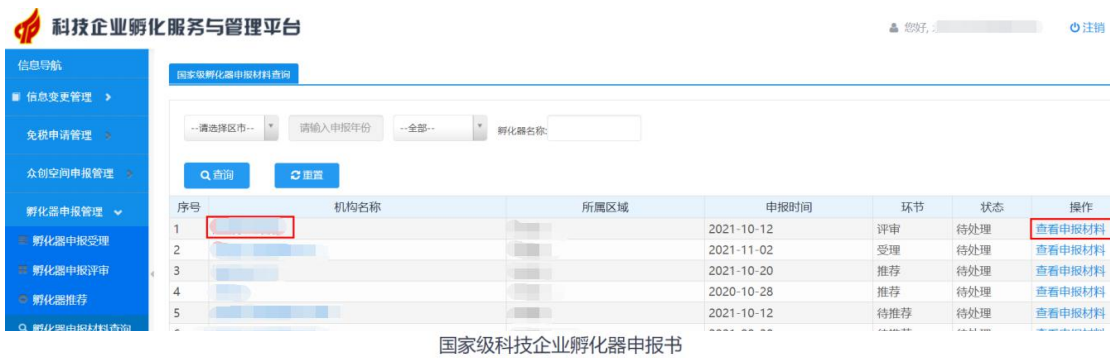 科技企业孵化服务与管理平台
您好,
注销
信息导航
信息变更管理
免税申请管理
众创空间申报管理
孵化器申报管理
孵化器申报受理
孵化器申报评审
孵化器推荐
孵化器申报材料查询
国家级孵化器申报材料查询
--请选择区市-- 请输入申报年份 --全部-- 孵化器名称:
查询 重置
序号 机构名称 所属区域 申报时间 环节 状态 操作
1 2021-10-12 评审 待处理 查看申报材料
2 2021-11-02 受理 待处理 查看申报材料
3 2021-10-20 推荐 待处理 查看申报材料
4 2020-10-28 推荐 待处理 查看申报材料
5 2021-10-12 待推荐 待处理 查看申报材料
国家级科技企业孵化器申报书